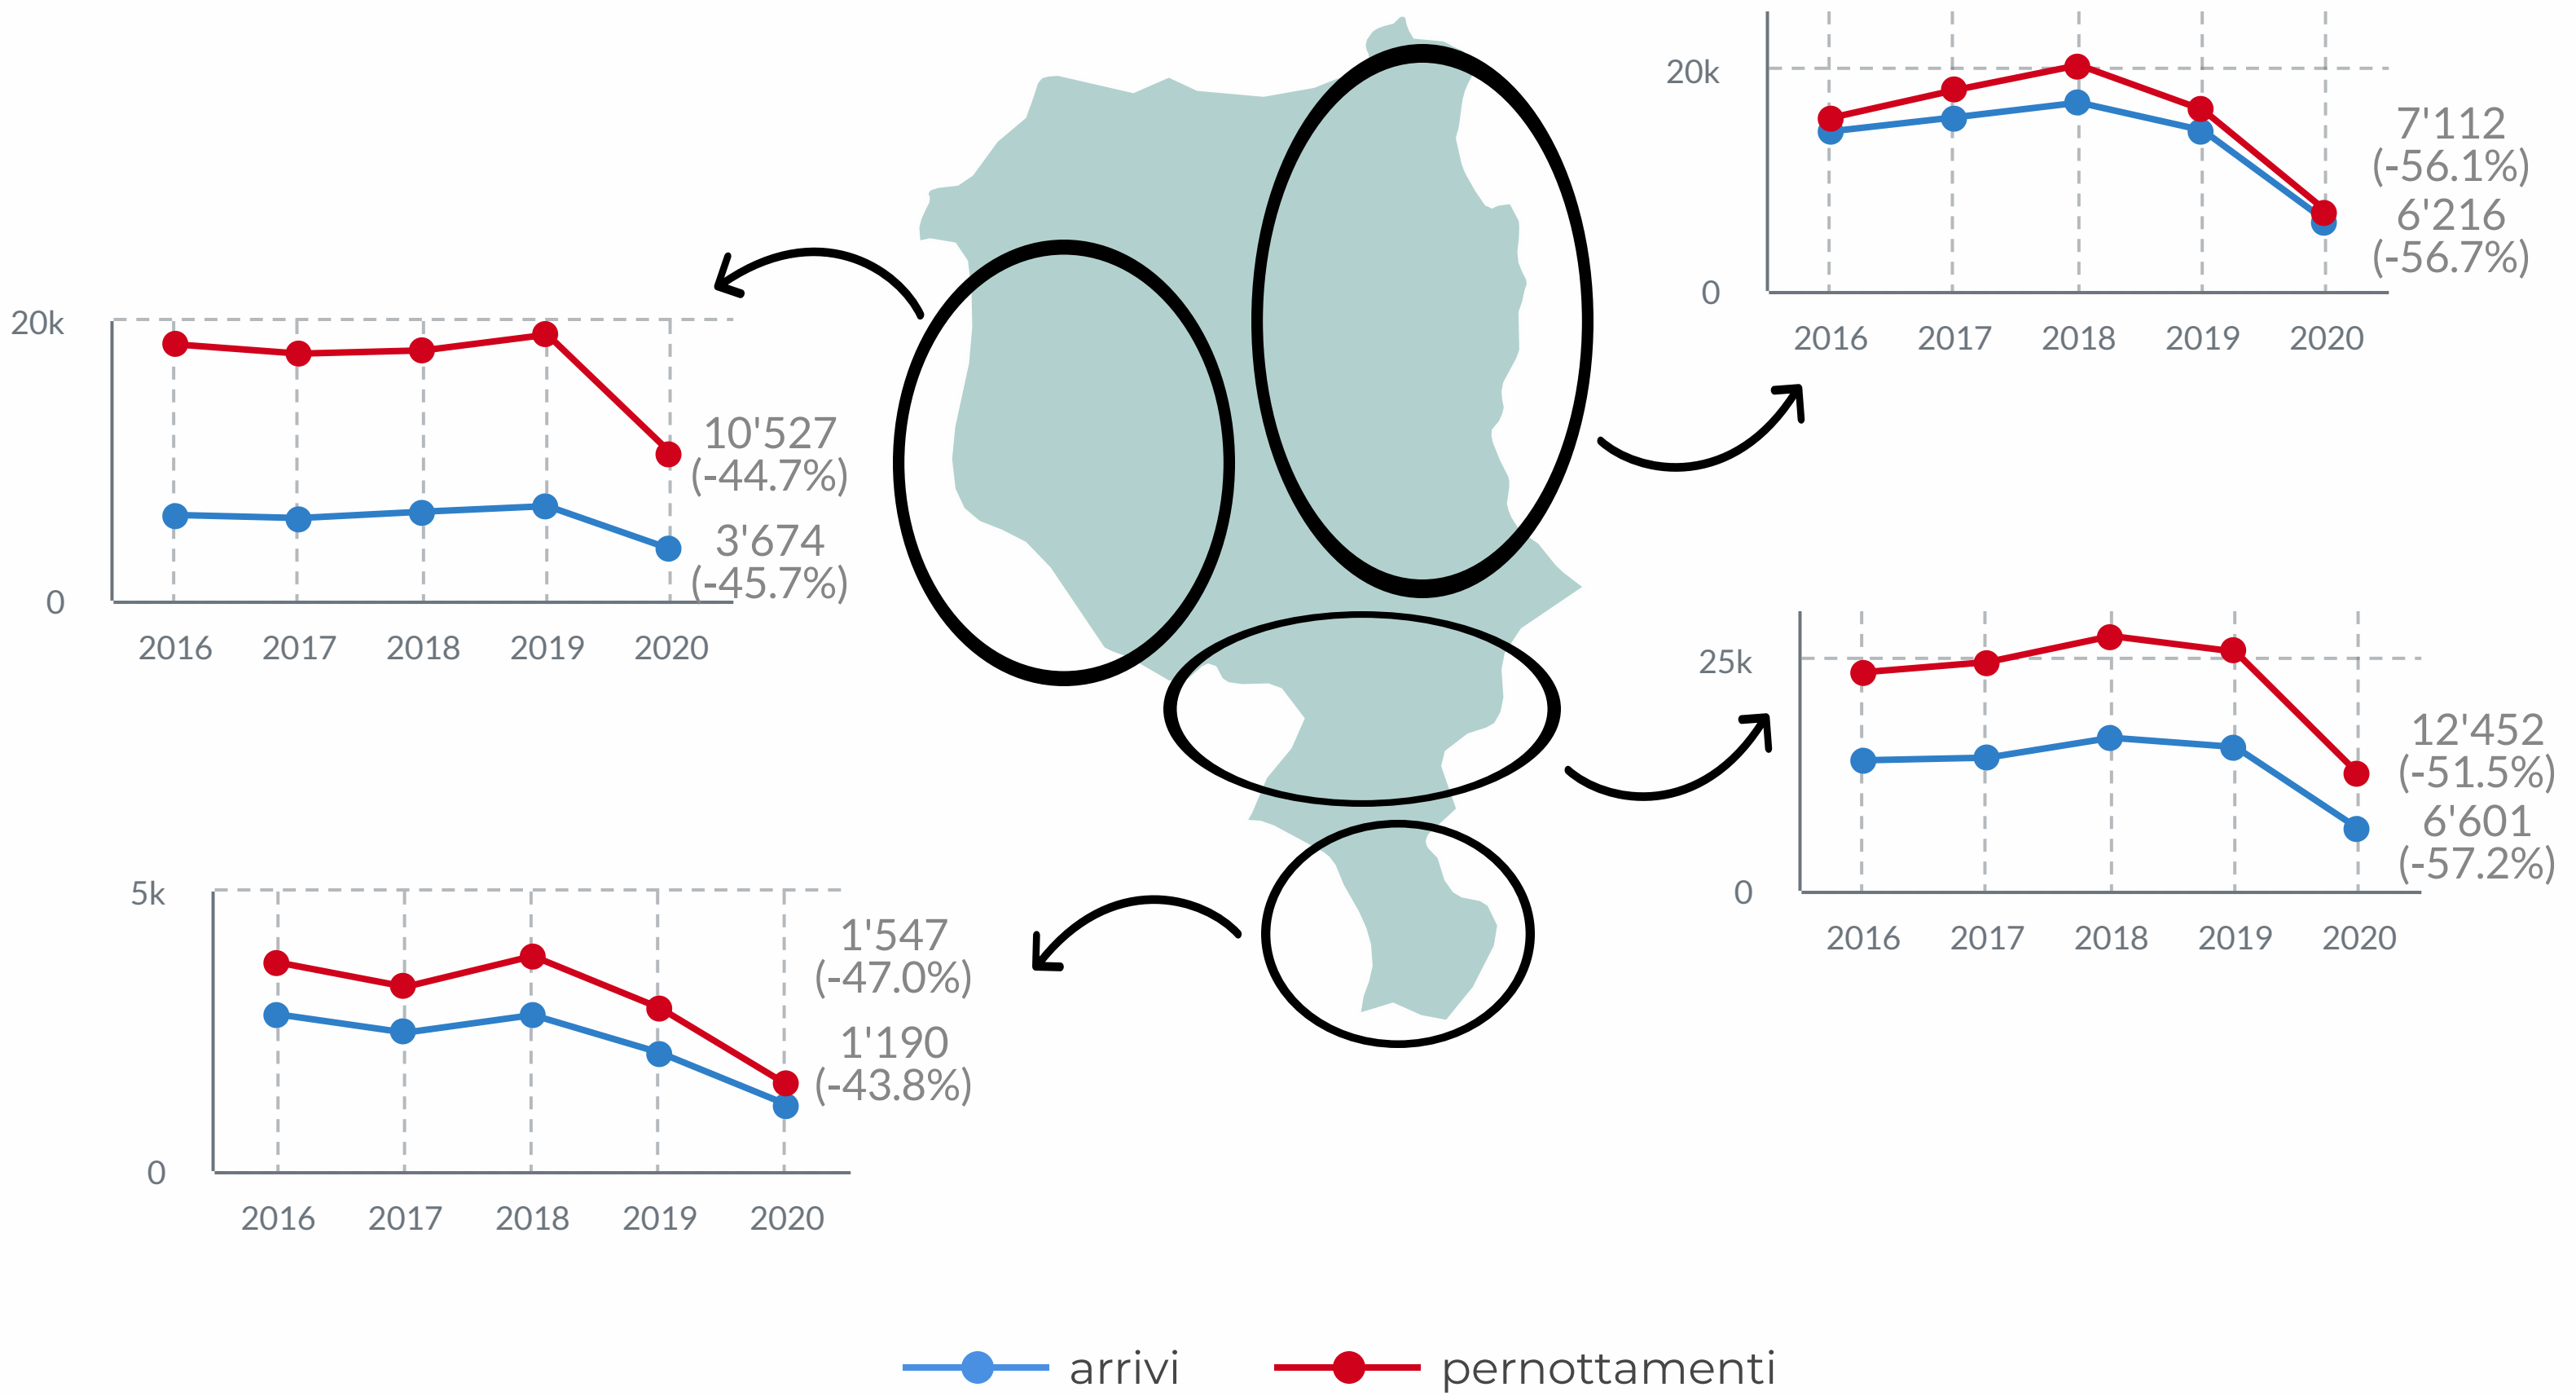 20k
0
2016 2017 2018 2019 2020
7'112
(-56.1%)
6'216
(-56.7%)
20k
0
2016 2017 2018 2019 2020
10'527
(-44.7%)
3'674
(-45.7%)
25k
0
2016 2017 2018 2019 2020
12'452
(-51.5%)
6'601
(-57.2%)
5k
0
2016 2017 2018 2019 2020
1'547
(-47.0%)
1'190
(-43.8%)
arrivi pernottamenti